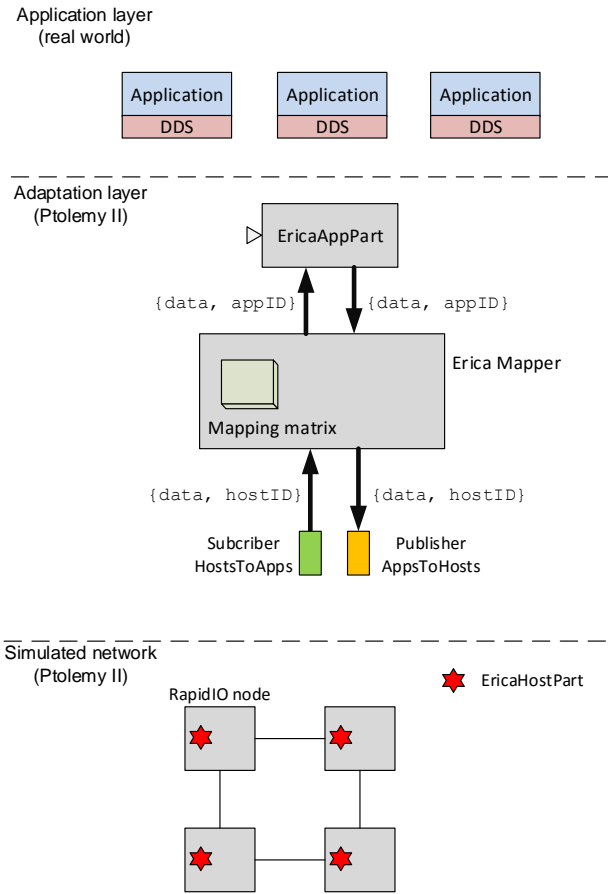 Application layer
(real world)
Application
DDS
Application
DDS
Application
DDS
Adaptation layer
(Ptolemy II)
EricaAppPart
{data, appID}
{data, appID}
Erica Mapper
Mapping matrix
{data, hostID}
{data, hostID}
Subcriber
HostsToApps
Publisher
AppsToHosts
Simulated network
(Ptolemy II)
EricaHostPart
RapidIO node